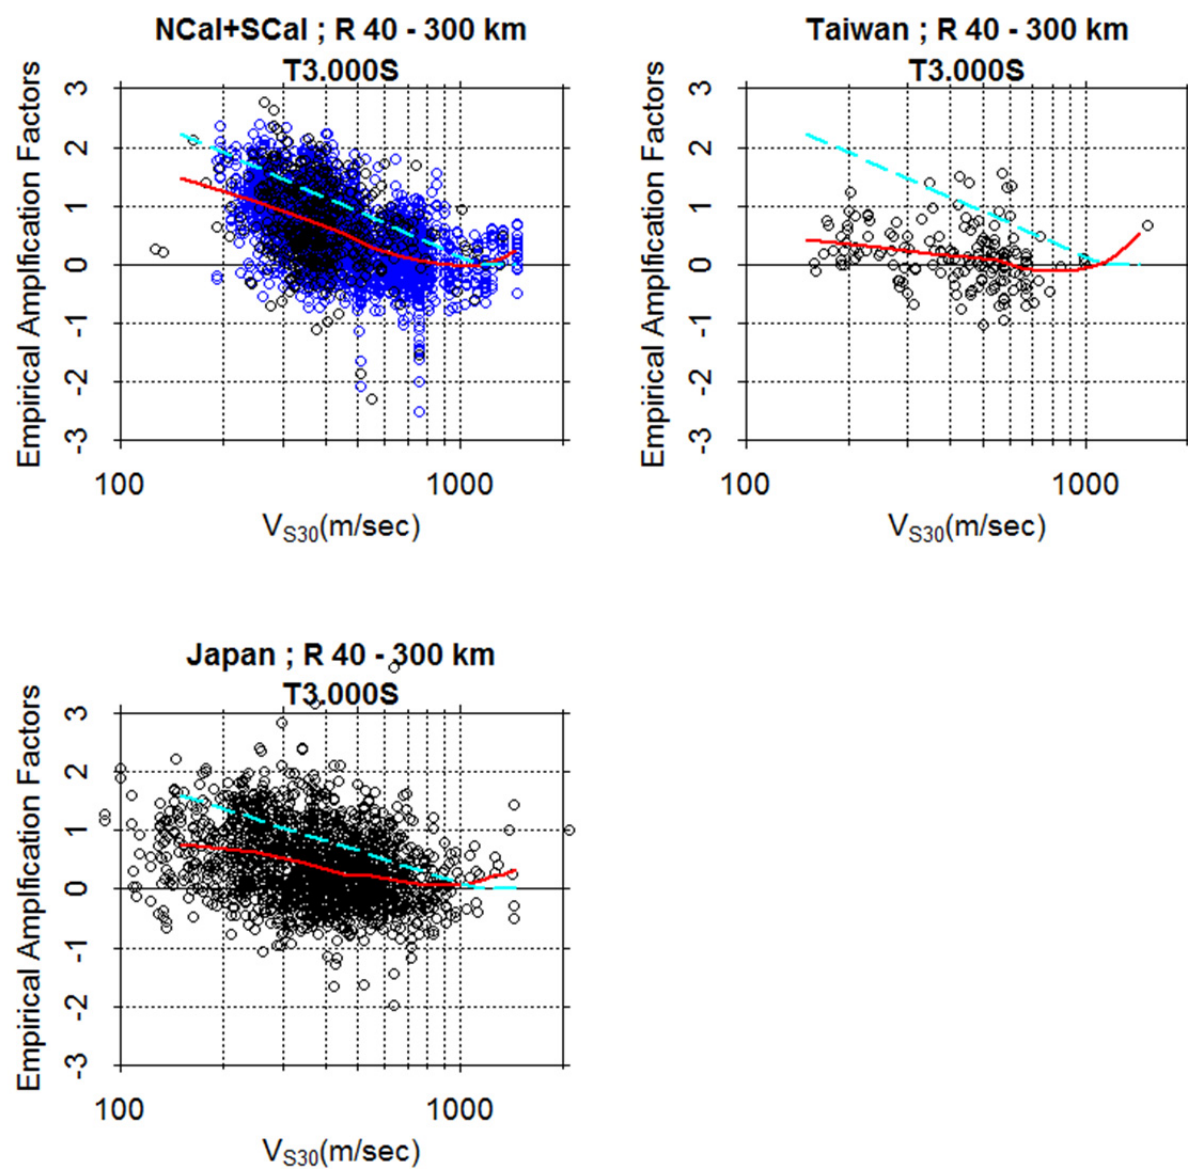 NCal+SCal ; R 40 - 300 km
T3.000S
Empirical Amplfication Factors
3
2
1
0
-1
-2
-3
100
1000
V_S30(m/sec)
Taiwan ; R 40 - 300 km
T3.000S
Empirical Amplfication Factors
3
2
1
0
-1
-2
-3
100
1000
V_S30(m/sec)
Japan ; R 40 - 300 km
T3.000S
Empirical Amplfication Factors
3
2
1
0
-1
-2
-3
100
1000
V_S30(m/sec)